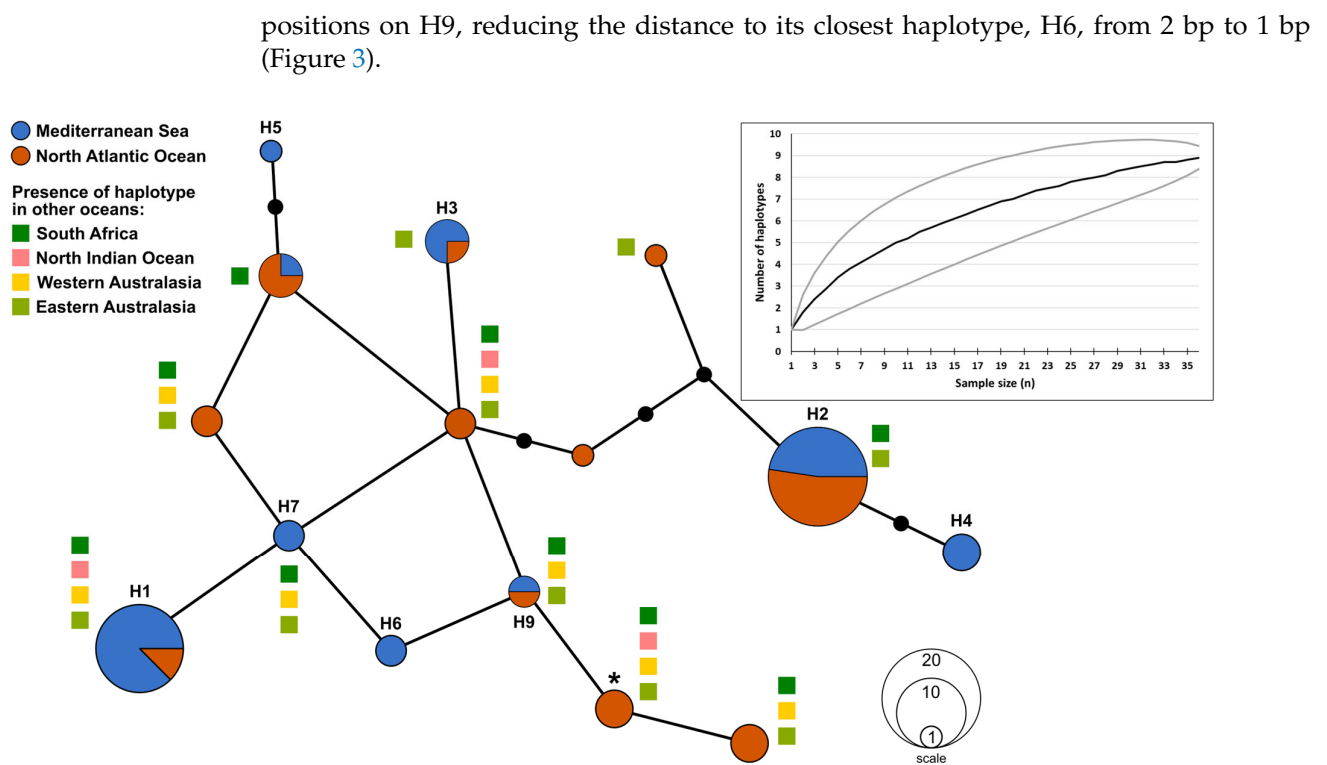 positions on H9, reducing the distance to its closest haplotype, H6, from 2 bp to 1 bp
(Figure 3).
Mediterranean Sea
North Atlantic Ocean
Presence of haplotype
in other oceans:
South Africa
North Indian Ocean
Western Australasia
Eastern Australasia
H5
H3
H7
H1
H6
H9
*
H2
H4
Number of haplotypes
10
9
8
7
6
5
4
3
2
1
0
1 3 5 7 9 11 13 15 17 19 21 23 25 27 29 31 33 35
Sample size (n)
20
10
1
scale